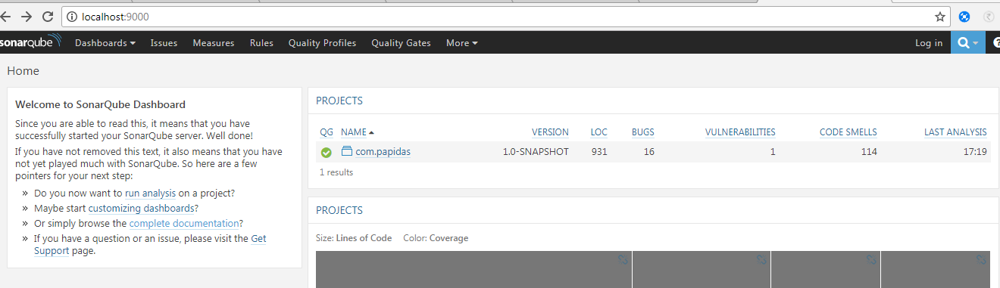 localhost:9000
sonarqube Dashboards Issues Measures Rules Quality Profiles Quality Gates More Log in ?
Home
Welcome to SonarQube Dashboard
Since you are able to read this, it means that you have
successfully started your SonarQube server. Well done!
If you have not removed this text, it also means that you have
not yet played much with SonarQube. So here are a few
pointers for your next step:
» Do you now want to run analysis on a project?
» Maybe start customizing dashboards?
» Or simply browse the complete documentation?
» If you have a question or an issue, please visit the Get
Support page.
PROJECTS
QG NAME VERSION LOC BUGS VULNERABILITIES CODE SMELLS LAST ANALYSIS
com.papidas 1.0-SNAPSHOT 931 16 1 114 17:19
1 results
PROJECTS
Size: Lines of Code Color: Coverage